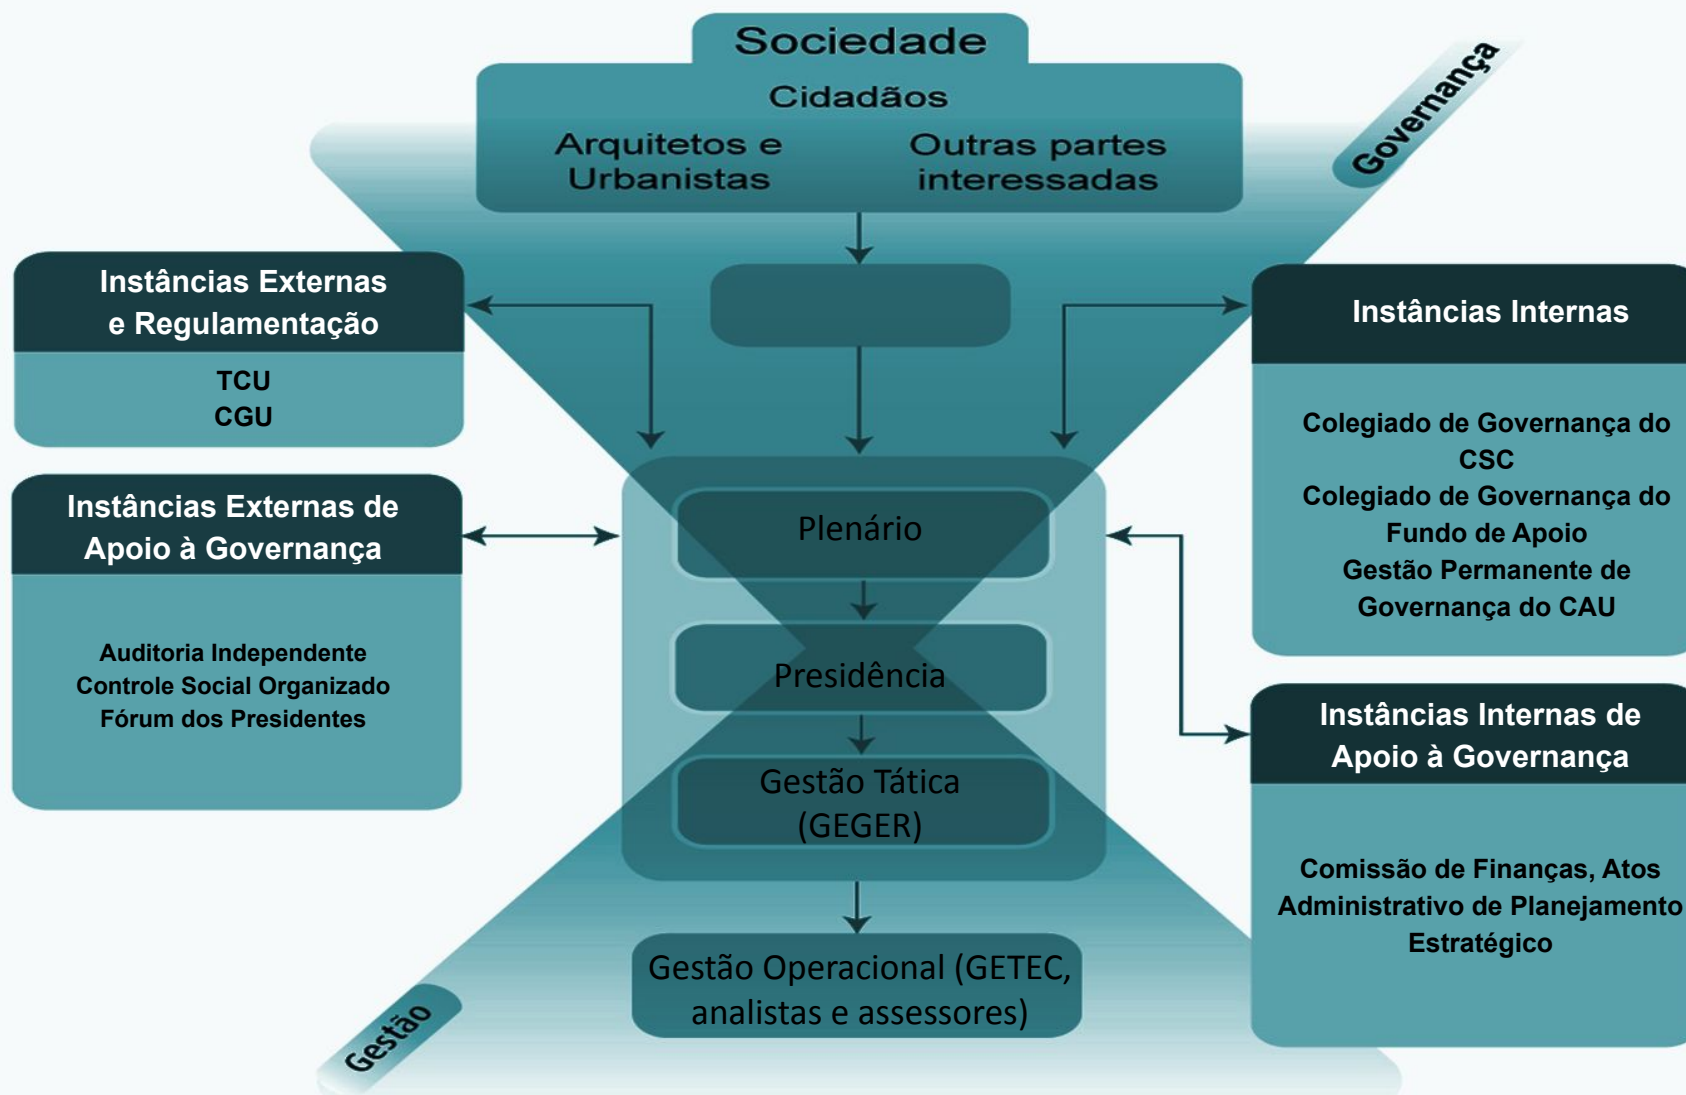 Sociedade
Cidadãos
Arquitetos e
Urbanistas
Outras partes
interessadas
Governança
Instâncias Externas
e Regulamentação
TCU
CGU
Instâncias Internas
Colegiado de Governança do
CSC
Colegiado de Governança do
Fundo de Apoio
Gestão Permanente de
Governança do CAU
Instâncias Externas de
Apoio à Governança
Auditoria Independente
Controle Social Organizado
Fórum dos Presidentes
Plenário
Presidência
Gestão Tática
(GEGER)
Instâncias Internas de
Apoio à Governança
Comissão de Finanças, Atos
Administrativo de Planejamento
Estratégico
Gestão Operacional (GETEC,
analistas e assessores)
Gestão